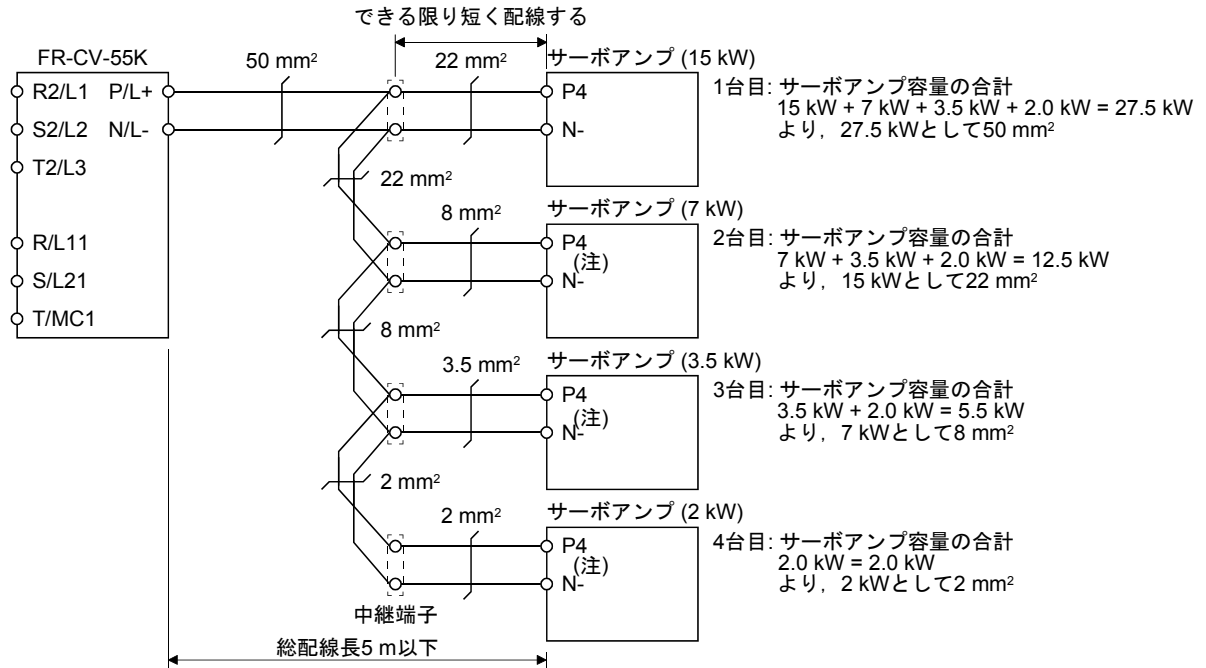 できる限り短く配線する
FR-CV-55K
50 mm²
22 mm²
サーボアンプ (15 kW)
R2/L1 P/L+
P4
1台目: サーボアンプ容量の合計
15 kW + 7 kW + 3.5 kW + 2.0 kW = 27.5 kW
より, 27.5 kWとして50 mm²
S2/L2 N/L-
N-
T2/L3
22 mm²
8 mm²
サーボアンプ (7 kW)
R/L11
P4
(注)
N-
2台目: サーボアンプ容量の合計
7 kW + 3.5 kW + 2.0 kW = 12.5 kW
より, 15 kWとして22 mm²
S/L21
T/MC1
8 mm²
3.5 mm²
サーボアンプ (3.5 kW)
P4
(注)
N-
3台目: サーボアンプ容量の合計
3.5 kW + 2.0 kW = 5.5 kW
より, 7 kWとして8 mm²
2 mm²
2 mm²
サーボアンプ (2 kW)
P4
(注)
N-
4台目: サーボアンプ容量の合計
2.0 kW = 2.0 kW
より, 2 kWとして2 mm²
中継端子
総配線長5 m以下